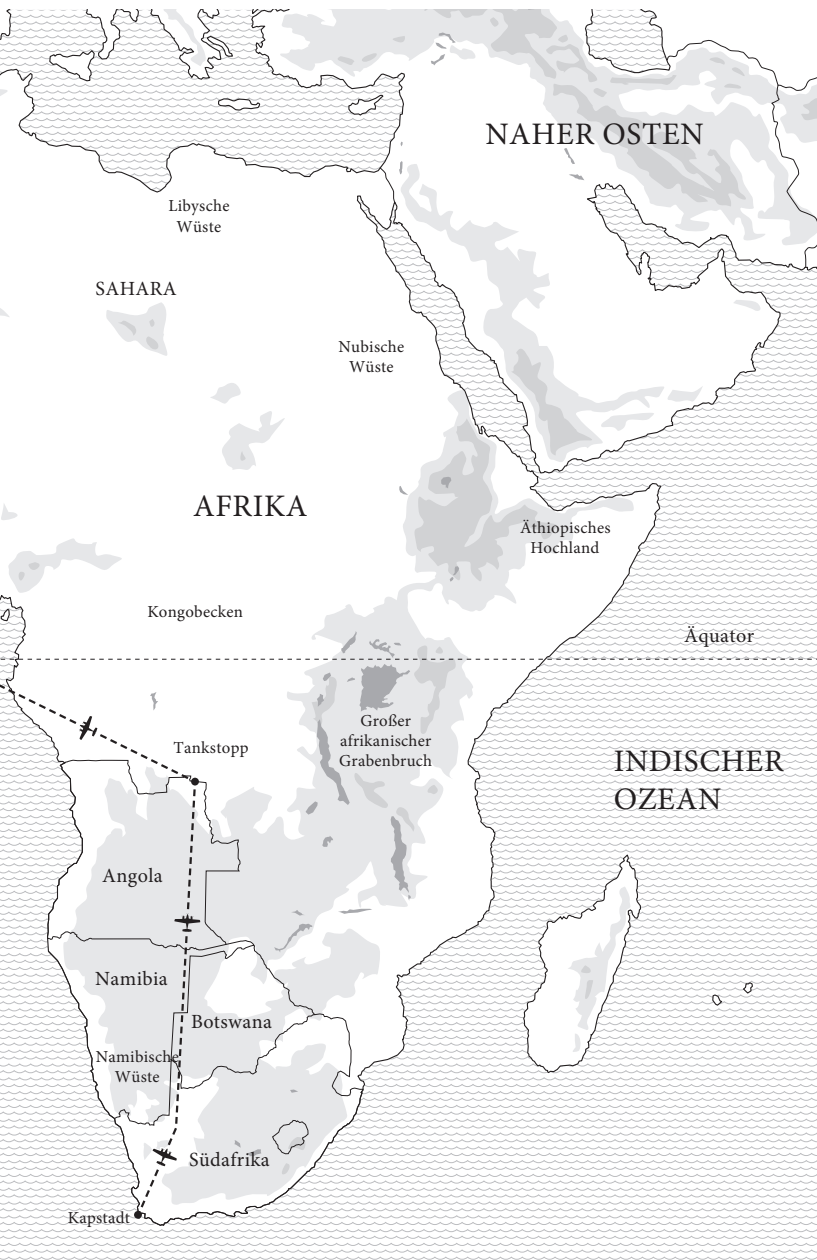 NAHER OSTEN
Libysche
Wüste
SAHARA
Nubische
Wüste
AFRIKA
Äthiopisches
Hochland
Kongobecken
Äquator
Großer
afrikanischer
Grabenbruch
Tankstopp
INDISCHER
OZEAN
Angola
Namibia
Botswana
Namibische
Wüste
Südafrika
Kapstadt